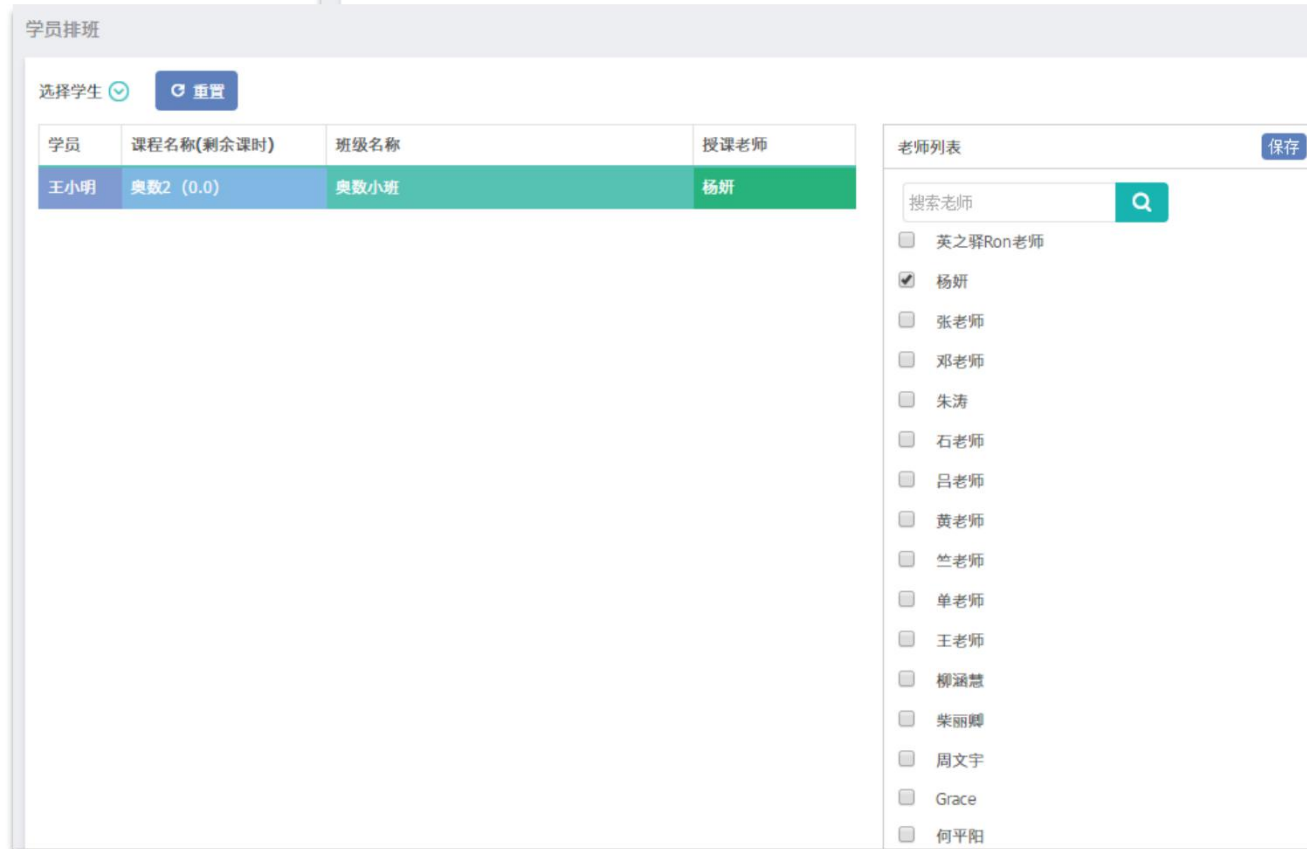 学员排班
选择学生 重置
学员 课程名称(剩余课时) 班级名称 授课老师
王小明 奥数2 (0.0) 奥数小班 杨妍
老师列表 保存
搜索老师
英之驿Ron老师
杨妍
张老师
邓老师
朱涛
石老师
吕老师
黄老师
竺老师
单老师
王老师
柳涵慧
柴丽卿
周文宇
Grace
何平阳